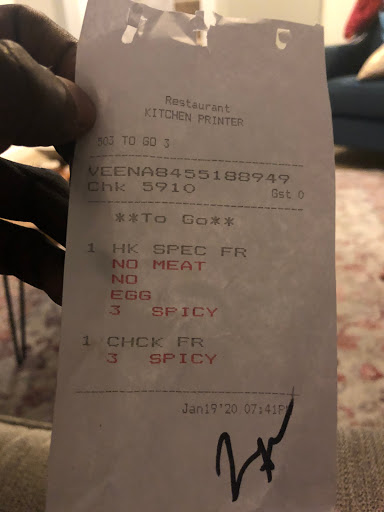 Restaurant
KITCHEN PRINTER
503 TO GO 3
VEENA8455188949
Chk 5910 Gst 0
**To Go**
1 HK SPEC FR
NO MEAT
NO
EGG
3 SPICY
1 CHCK FR
3 SPICY
Jan19'20 07:41P